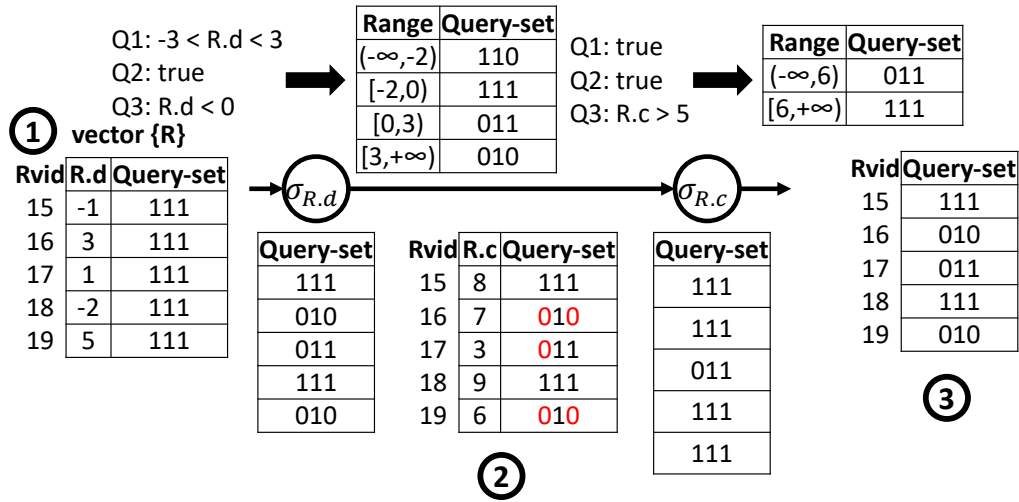 Q1: -3 < R.d < 3
Q2: true
Q3: R.d < 0
Range Query-set
(-∞,-2) 110
[-2,0) 111
[0,3) 011
[3,+∞) 010
Q1: true
Q2: true
Q3: R.c > 5
Range Query-set
(-∞,6) 011
[6,+∞) 111
1 vector {R}
Rvid R.d Query-set
15 -1 111
16 3 111
17 1 111
18 -2 111
19 5 111
σR.d
Query-set
111
010
011
111
010
Rvid R.c Query-set
15 8 111
16 7 010
17 3 011
18 9 111
19 6 010
2
σR.c
Query-set
111
111
011
111
111
Rvid Query-set
15 111
16 010
17 011
18 111
19 010
3